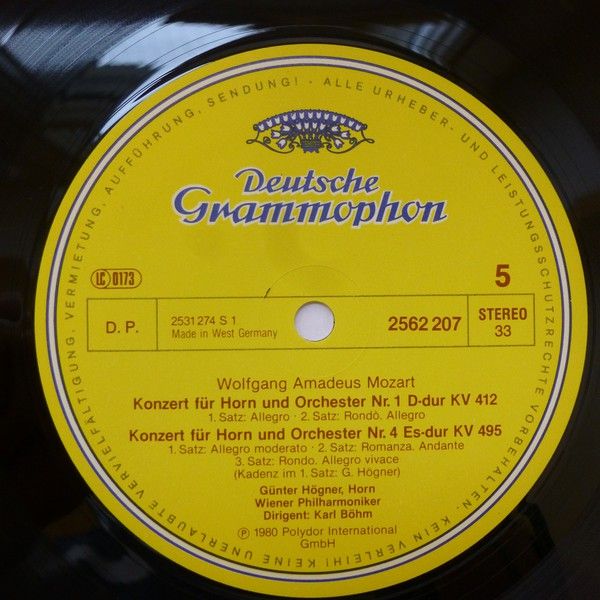 KEIN VERLEIH! KEINE UNERLAUBTE VERVIELFÄLTIGUNG, VERMIETUNG, AUFFÜHRUNG, SENDUNG! · ALLE URHEBER- UND LEISTUNGSSCHUTZRECHTE VORBEHALTEN.
Deutsche
Grammophon
LC 0173
5
D. P.
2531 274 S 1
Made in West Germany
2562 207
STEREO
33
Wolfgang Amadeus Mozart
Konzert für Horn und Orchester Nr. 1 D-dur KV 412
1. Satz: Allegro · 2. Satz: Rondò. Allegro
Konzert für Horn und Orchester Nr. 4 Es-dur KV 495
1. Satz: Allegro moderato · 2. Satz: Romanza. Andante
3. Satz: Rondo. Allegro vivace
(Kadenz im 1. Satz: G. Högner)
Günter Högner, Horn
Wiener Philharmoniker
Dirigent: Karl Böhm
℗ 1980 Polydor International
GmbH